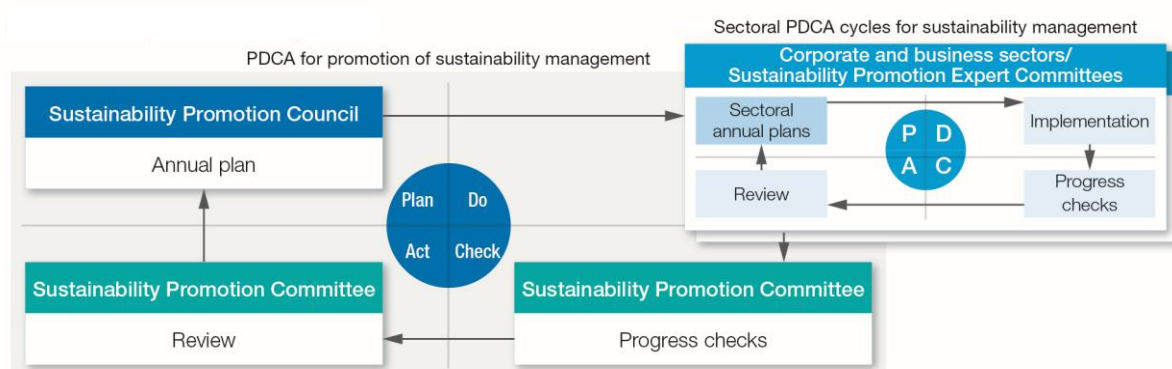 Sectoral PDCA cycles for sustainability management
PDCA for promotion of sustainability management
Corporate and business sectors/
Sustainability Promotion Expert Committees
Sustainability Promotion Council
Annual plan
Sectoral
annual plans
Implementation
P D
A C
Review
Progress
checks
Plan Do
Act Check
Sustainability Promotion Committee
Review
Sustainability Promotion Committee
Progress checks